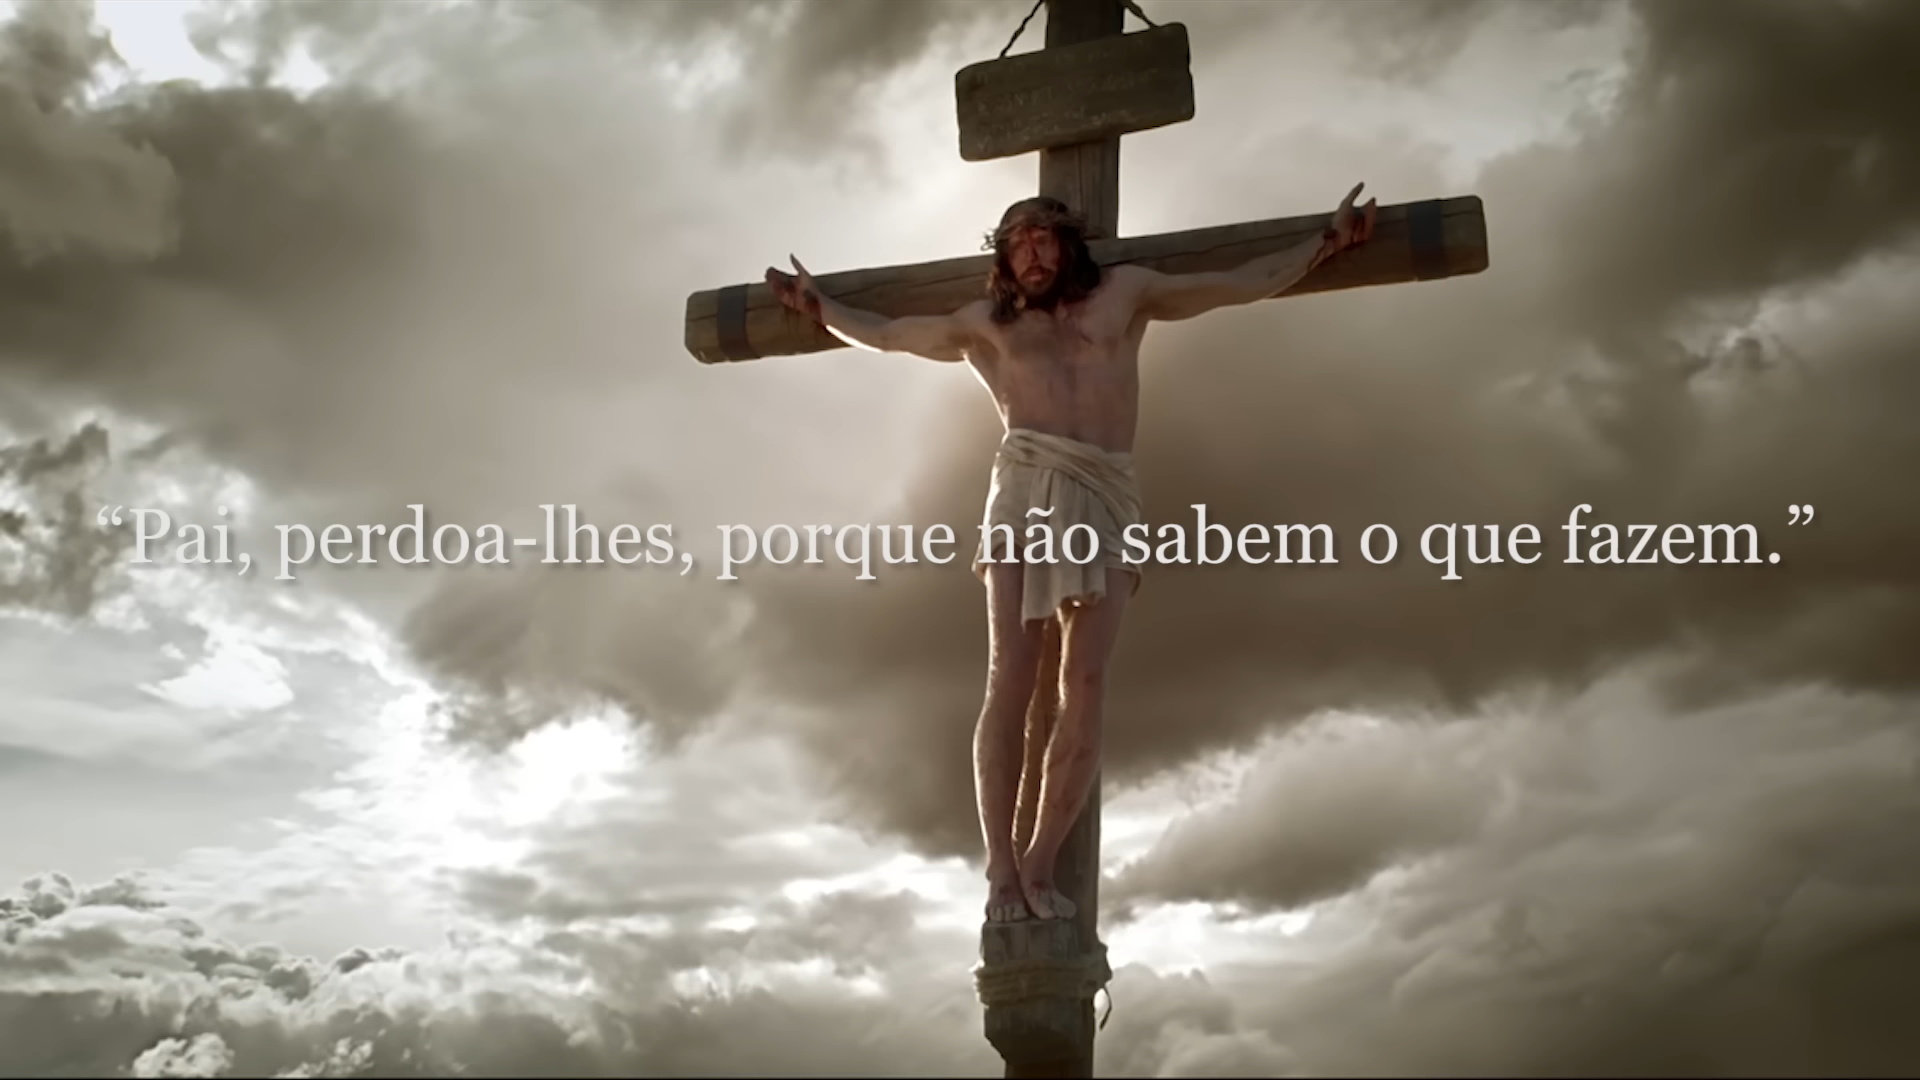 “Pai, perdoa-lhes, porque não sabem o que fazem.”